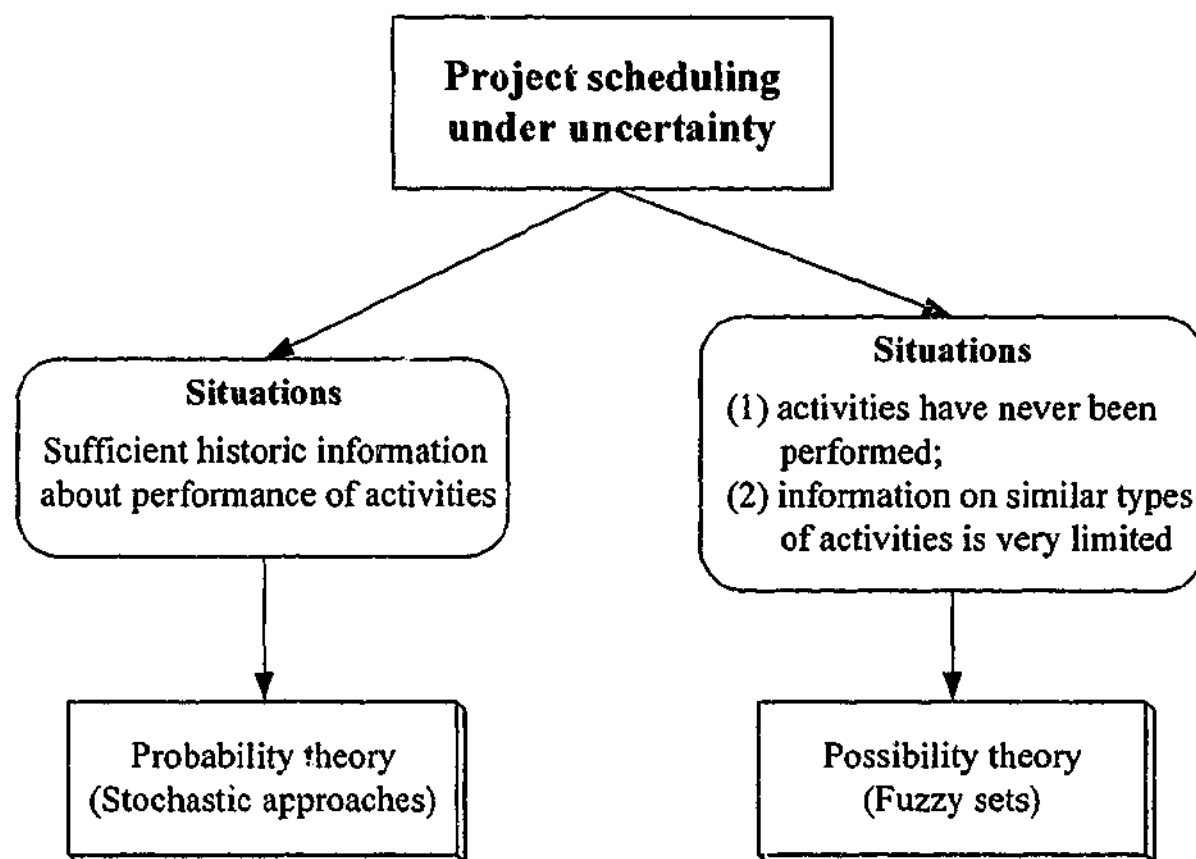 Project scheduling
under uncertainty
Situations
Sufficient historic information
about performance of activities
Situations
(1) activities have never been
performed;
(2) information on similar types
of activities is very limited
Probability theory
(Stochastic approaches)
Possibility theory
(Fuzzy sets)